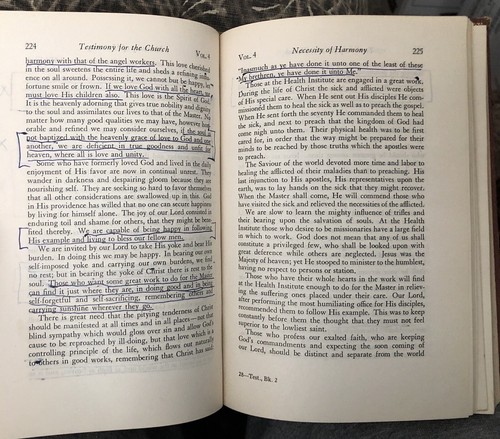 224
Testimony for the Church
VOL. 4
harmony with that of the angel workers. This love cherished
in the soul sweetens the entire life and sheds a refining influ-
ence on all around. Possessing it, we cannot but be happy, let
fortune smile or frown. If we love God with all the heart, we
must love His children also. This love is the Spirit of God.
It is the heavenly adorning that gives true nobility and dignity
to the soul and assimilates our lives to that of the Master. No
matter how many good qualities we may have, however hon-
orable and refined we may consider ourselves, if the soul is
not baptized with the heavenly grace of love to God and one
another, we are deficient in true goodness and unfit for
heaven, where all is love and unity.
Some who have formerly loved God and lived in the daily
enjoyment of His favor are now in continual unrest. They
wander in darkness and despairing gloom because they are
nourishing self. They are seeking so hard to favor themselves
that all other considerations are swallowed up in this. God
in His providence has willed that no one can secure happiness
by living for himself alone. The joy of our Lord consisted in
enduring toil and shame for others, that they might be bene-
fited thereby. We are capable of being happy in following
His example and living to bless our fellow men.
We are invited by our Lord to take His yoke and bear His
burden. In doing this we may be happy. In bearing our own
self-imposed yoke and carrying our own burdens, we find
no rest; but in bearing the yoke of Christ there is rest to the
soul. Those who want some great work to do for the Master
can find it just where they are, in doing good and in being
self-forgetful and self-sacrificing, remembering others and
carrying sunshine wherever they go.
There is great need that the pitying tenderness of Christ
should be manifested at all times and in all places—not that
blind sympathy which would gloss over sin and allow God's
cause to be reproached by ill-doing, but that love which is a
controlling principle of the life, which flows out naturally
to others in good works, remembering that Christ has said:
VOL. 4
Necessity of Harmony
225
"Inasmuch as ye have done it unto one of the least of these
My brethren, ye have done it unto Me."
Those at the Health Institute are engaged in a great work.
During the life of Christ the sick and afflicted were objects
of His special care. When He sent out His disciples He com-
missioned them to heal the sick as well as to preach the gospel.
When He sent forth the seventy He commanded them to heal
the sick, and next to preach that the kingdom of God had
come nigh unto them. Their physical health was to be first
cared for, in order that the way might be prepared for their
minds to be reached by those truths which the apostles were
to preach.
The Saviour of the world devoted more time and labor to
healing the afflicted of their maladies than to preaching. His
last injunction to His apostles, His representatives upon the
earth, was to lay hands on the sick that they might recover.
When the Master shall come, He will commend those who
have visited the sick and relieved the necessities of the afflicted.
We are slow to learn the mighty influence of trifles and
their bearing upon the salvation of souls. At the Health
Institute those who desire to be missionaries have a large field
in which to work. God does not mean that any of us shall
constitute a privileged few, who shall be looked upon with
great deference while others are neglected. Jesus was the
Majesty of heaven; yet He stooped to minister to the humblest,
having no respect to persons or station.
Those who have their whole hearts in the work will find
at the Health Institute enough to do for the Master in reliev-
ing the suffering ones placed under their care. Our Lord,
after performing the most humiliating office for His disciples,
recommended them to follow His example. This was to keep
constantly before them the thought that they must not feel
superior to the lowliest saint.
Those who profess our exalted faith, who are keeping
God's commandments and expecting the soon coming of
our Lord, should be distinct and separate from the world
28—Test., Bk. 2